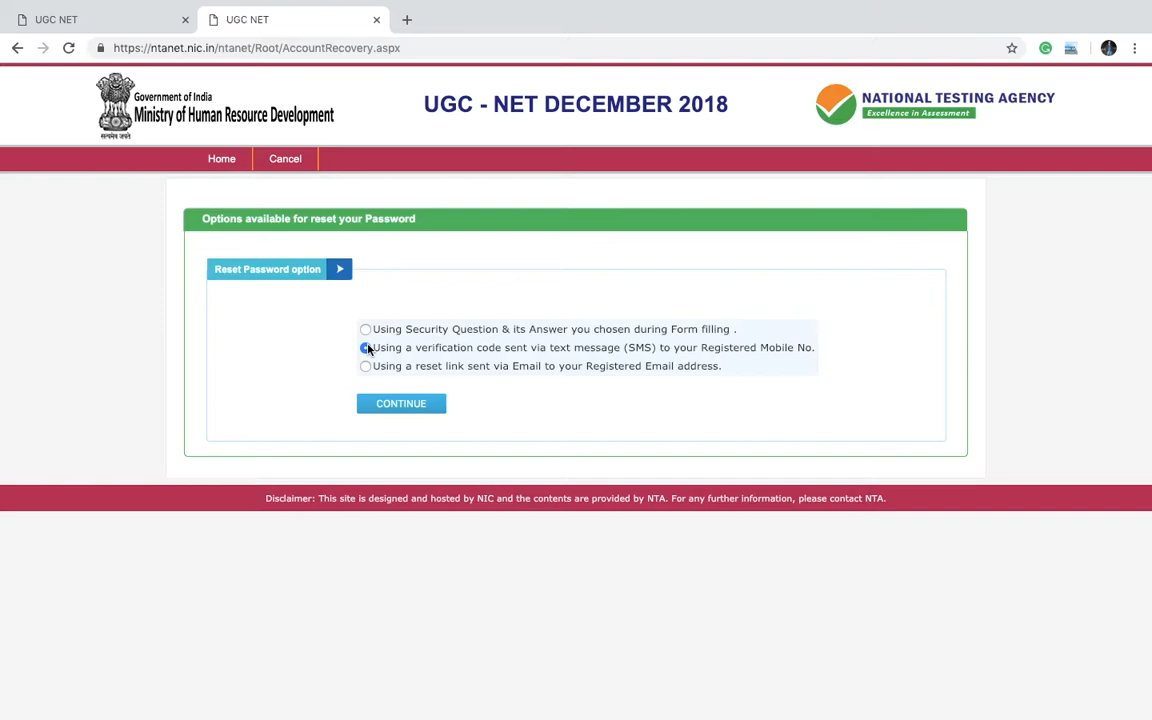 UGC NET
UGC NET
https://ntanet.nic.in/ntanet/Root/AccountRecovery.aspx
Government of India
Ministry of Human Resource Development
सत्यमेव जयते
UGC - NET DECEMBER 2018
NATIONAL TESTING AGENCY
Excellence in Assessment
Home
Cancel
Options available for reset your Password
Reset Password option
Using Security Question & its Answer you chosen during Form filling .
Using a verification code sent via text message (SMS) to your Registered Mobile No.
Using a reset link sent via Email to your Registered Email address.
CONTINUE
Disclaimer: This site is designed and hosted by NIC and the contents are provided by NTA. For any further information, please contact NTA.